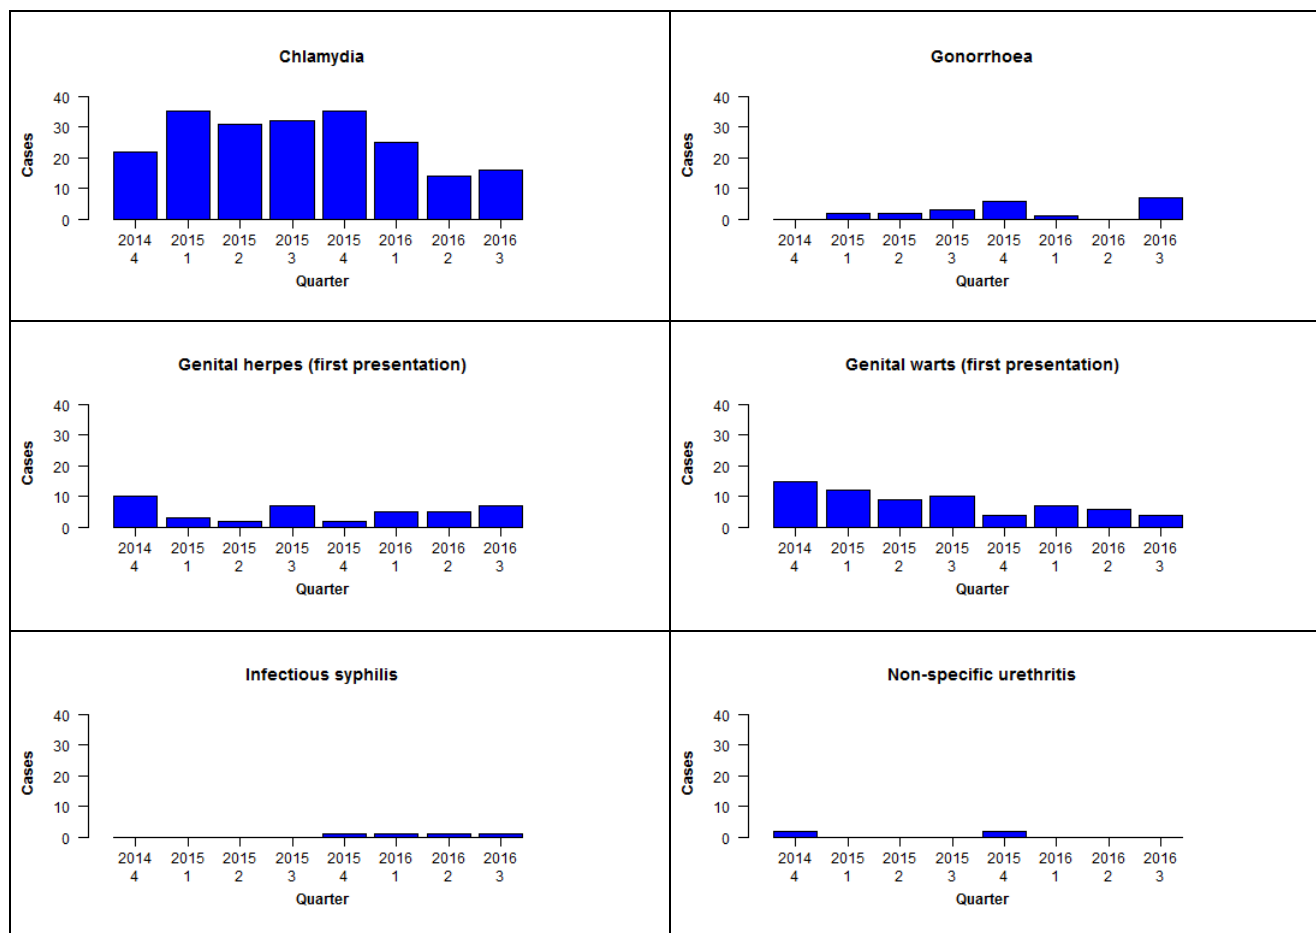 Chlamydia
Cases
40
30
20
10
0
2014 2015 2015 2015 2015 2016 2016 2016
4 1 2 3 4 1 2 3
Quarter
Gonorrhoea
Cases
40
30
20
10
0
2014 2015 2015 2015 2015 2016 2016 2016
4 1 2 3 4 1 2 3
Quarter
Genital herpes (first presentation)
Cases
40
30
20
10
0
2014 2015 2015 2015 2015 2016 2016 2016
4 1 2 3 4 1 2 3
Quarter
Genital warts (first presentation)
Cases
40
30
20
10
0
2014 2015 2015 2015 2015 2016 2016 2016
4 1 2 3 4 1 2 3
Quarter
Infectious syphilis
Cases
40
30
20
10
0
2014 2015 2015 2015 2015 2016 2016 2016
4 1 2 3 4 1 2 3
Quarter
Non-specific urethritis
Cases
40
30
20
10
0
2014 2015 2015 2015 2015 2016 2016 2016
4 1 2 3 4 1 2 3
Quarter